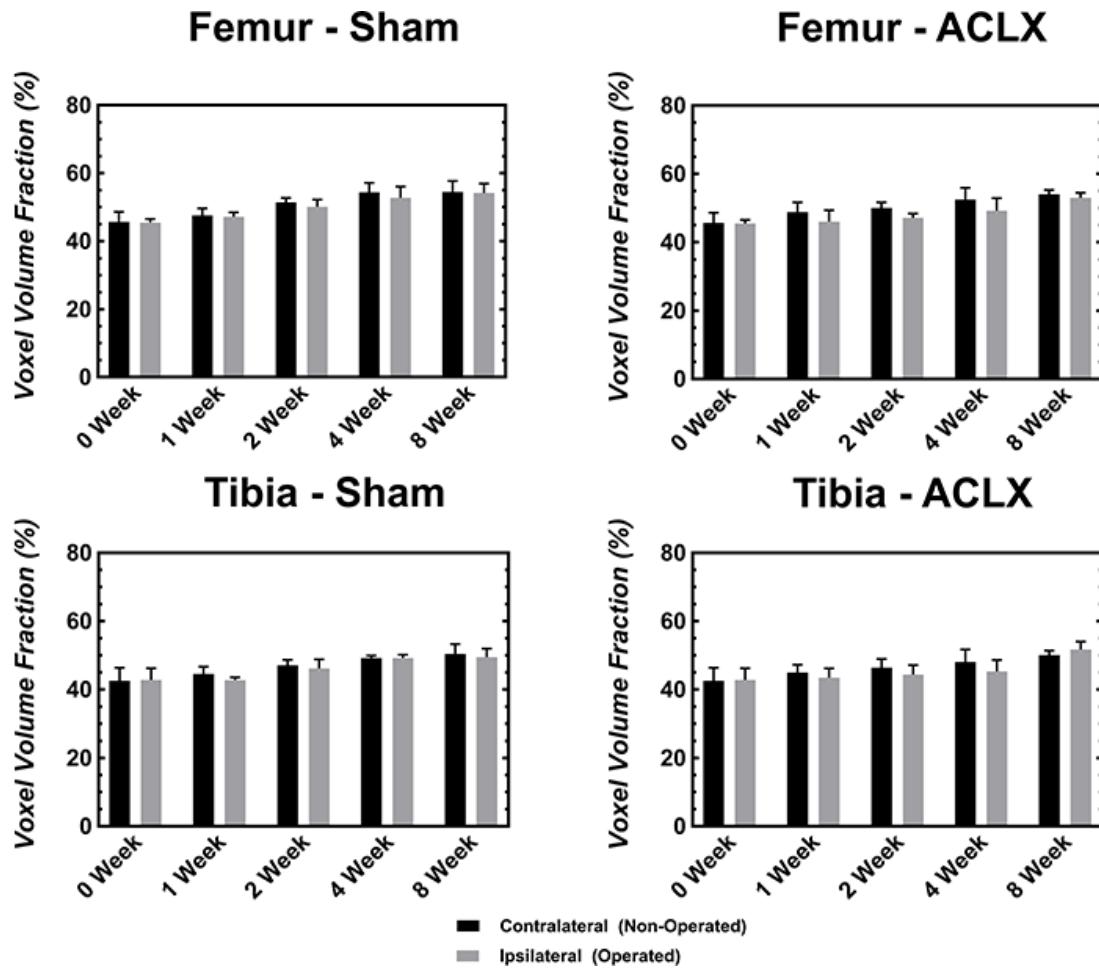 Femur - Sham
Voxel Volume Fraction (%)
80
60
40
20
0
0 Week
1 Week
2 Week
4 Week
8 Week
Femur - ACLX
Voxel Volume Fraction (%)
80
60
40
20
0
0 Week
1 Week
2 Week
4 Week
8 Week
Tibia - Sham
Voxel Volume Fraction (%)
80
60
40
20
0
0 Week
1 Week
2 Week
4 Week
8 Week
Tibia - ACLX
Voxel Volume Fraction (%)
80
60
40
20
0
0 Week
1 Week
2 Week
4 Week
8 Week
Contralateral (Non-Operated)
Ipsilateral (Operated)